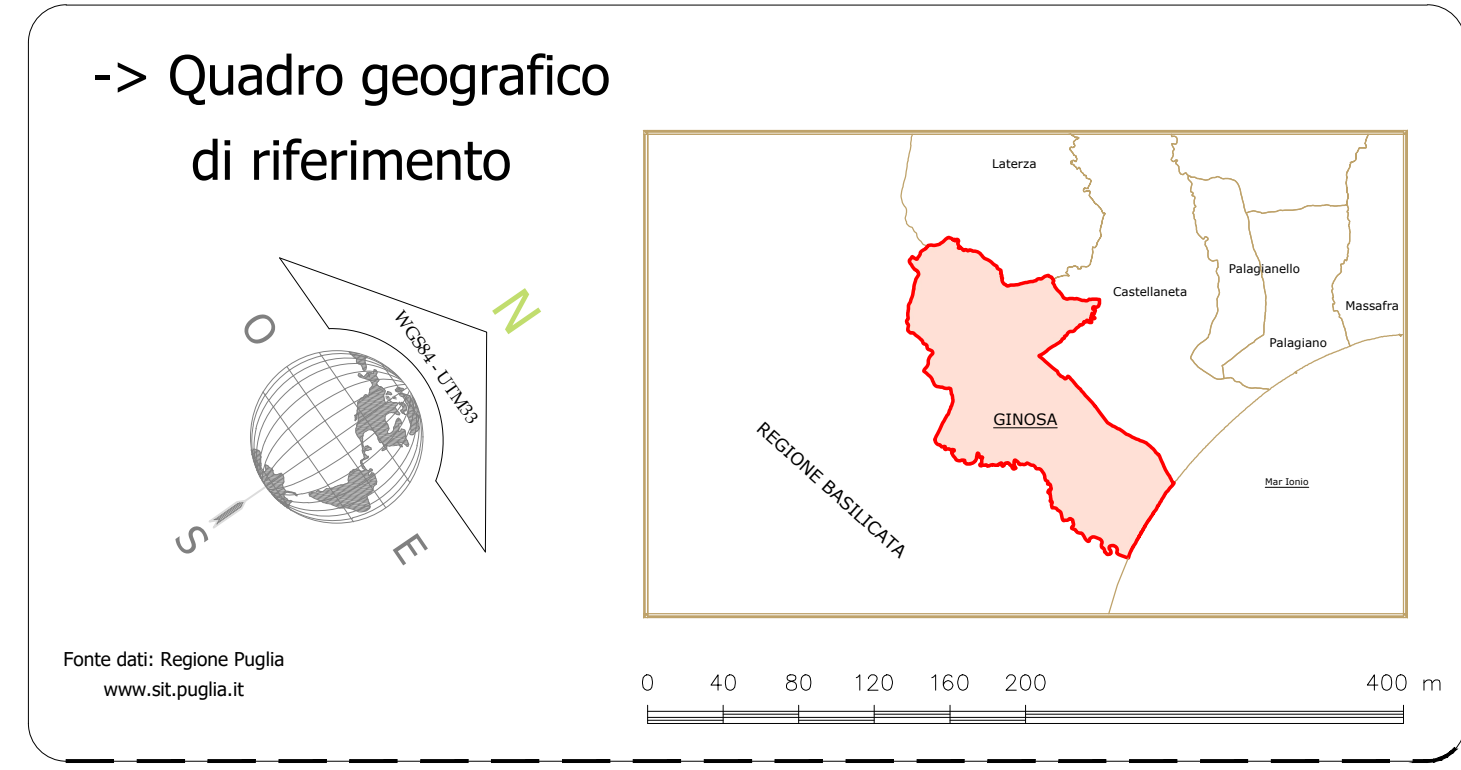 -> Quadro geografico
di riferimento
N
O
WGS84 - UTM33
S
E
Fonte dati: Regione Puglia
www.sit.puglia.it
Laterza
Palagianello
Castellaneta
Massafra
Palagiano
GINOSA
REGIONE BASILICATA
Mar Ionio
0 40 80 120 160 200 400 m